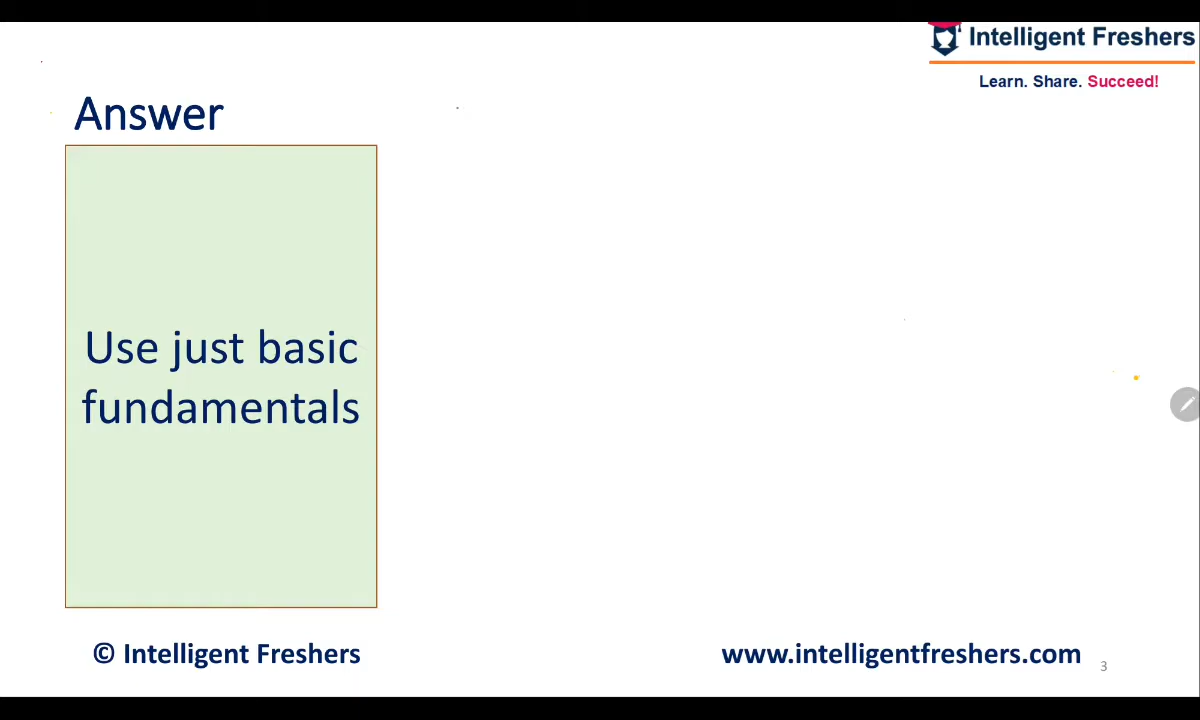 Intelligent Freshers
Learn. Share. Succeed!
Answer
Use just basic
fundamentals
© Intelligent Freshers
www.intelligentfreshers.com
3